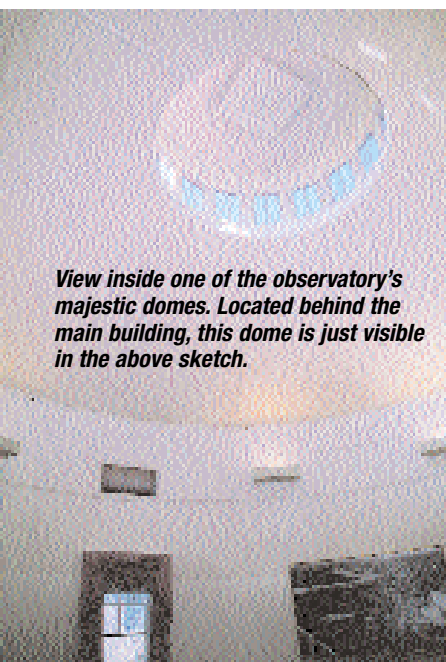 View inside one of the observatory's
majestic domes. Located behind the
main building, this dome is just visible
in the above sketch.